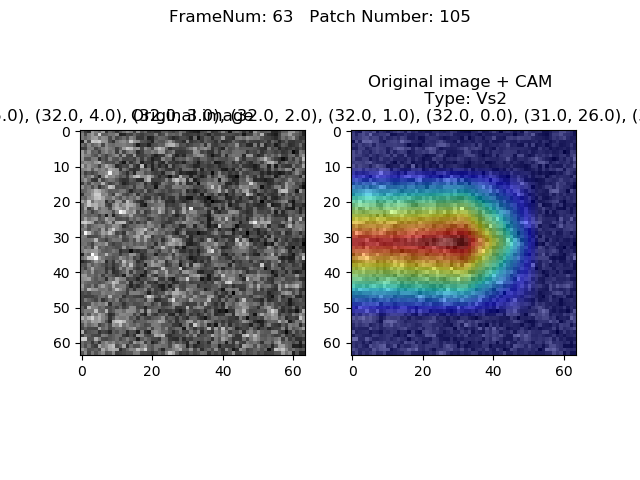 FrameNum: 63   Patch Number: 105
Original image + CAM
Type: Vs2
.0), (32.0, 4.0), (32.0, 3.0), (32.0, 2.0), (32.0, 1.0), (32.0, 0.0), (31.0, 26.0), (
Original image
0
10
20
30
40
50
60
0 20 40 60
0
10
20
30
40
50
60
0 20 40 60